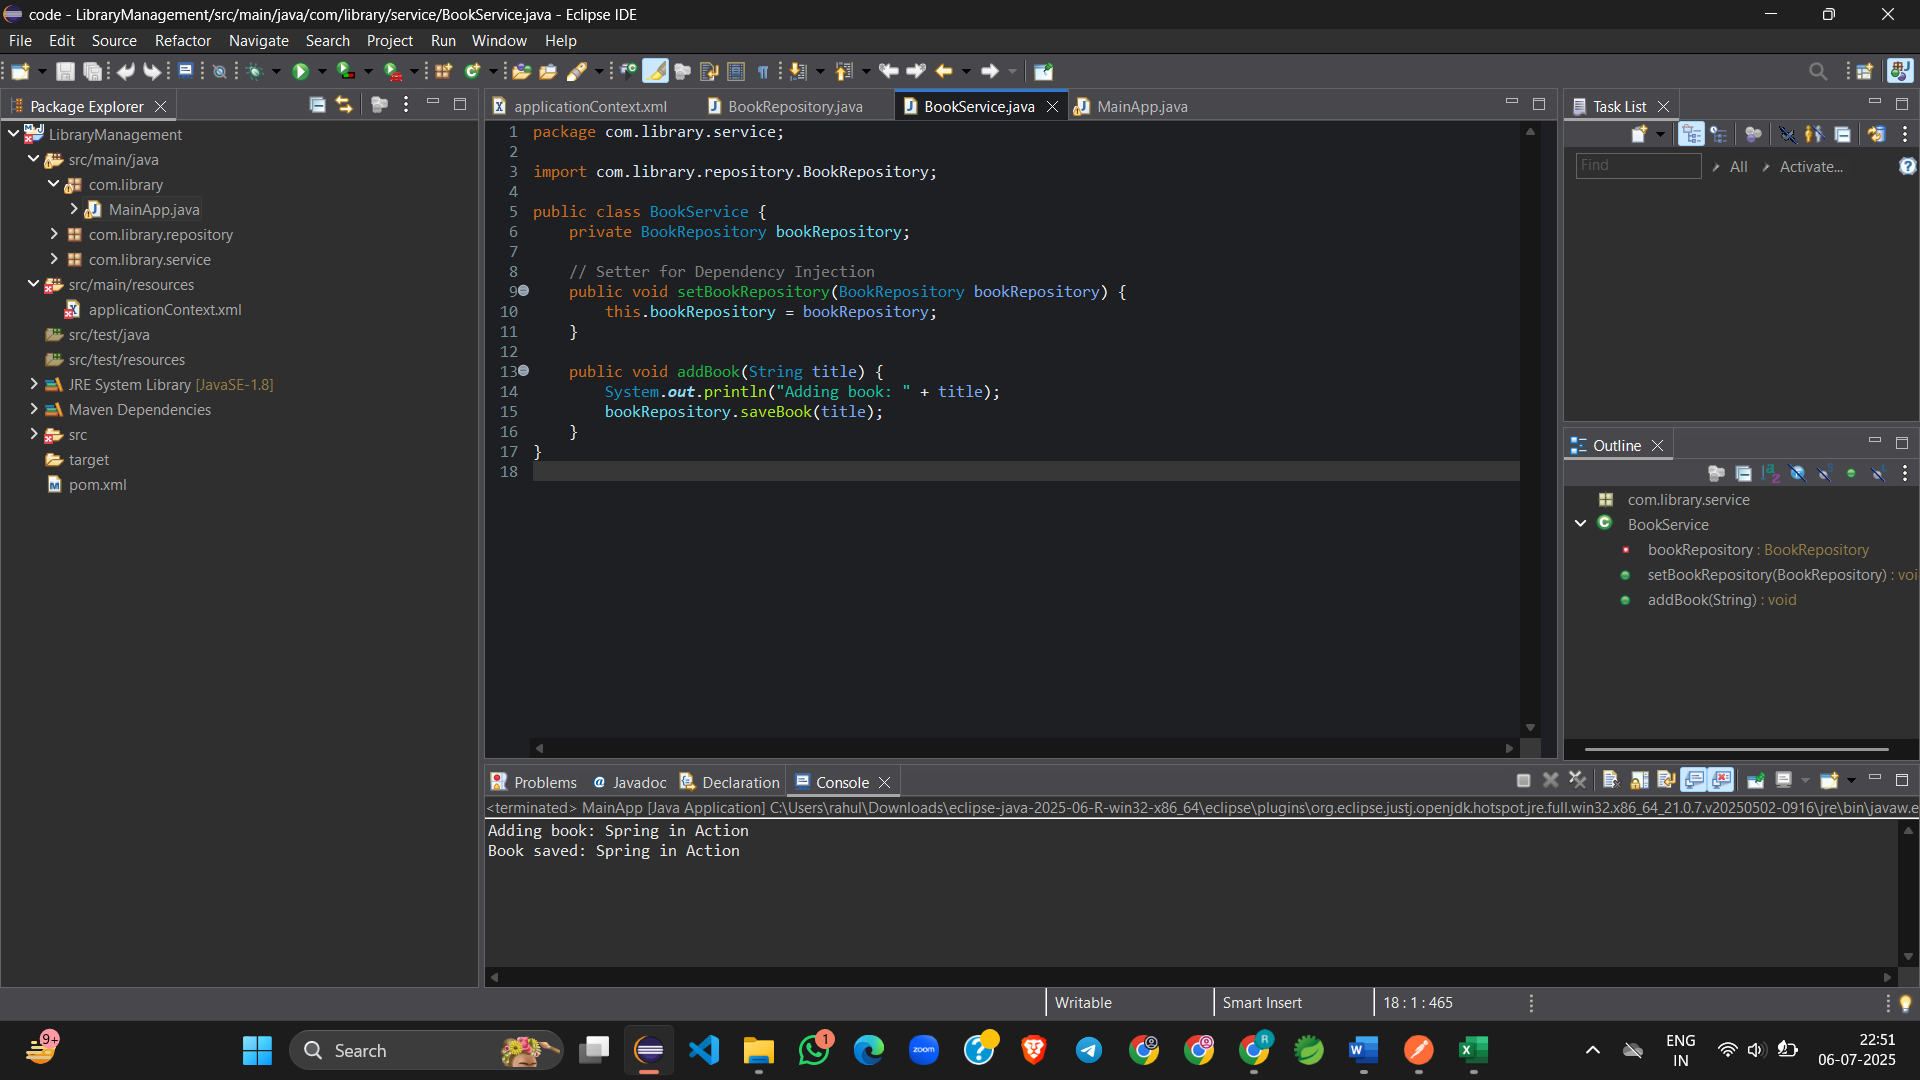 code - LibraryManagement/src/main/java/com/library/service/BookService.java - Eclipse IDE
File Edit Source Refactor Navigate Search Project Run Window Help
Package Explorer
LibraryManagement
src/main/java
com.library
MainApp.java
com.library.repository
com.library.service
src/main/resources
applicationContext.xml
src/test/java
src/test/resources
JRE System Library [JavaSE-1.8]
Maven Dependencies
src
target
pom.xml
applicationContext.xml BookRepository.java BookService.java MainApp.java
1 package com.library.service;
2
3 import com.library.repository.BookRepository;
4
5 public class BookService {
6 private BookRepository bookRepository;
7
8 // Setter for Dependency Injection
9 public void setBookRepository(BookRepository bookRepository) {
10 this.bookRepository = bookRepository;
11 }
12
13 public void addBook(String title) {
14 System.out.println("Adding book: " + title);
15 bookRepository.saveBook(title);
16 }
17 }
18
Task List
Find All Activate...
Outline
com.library.service
BookService
bookRepository : BookRepository
setBookRepository(BookRepository) : voi
addBook(String) : void
Problems Javadoc Declaration Console
<terminated> MainApp [Java Application] C:\Users\rahul\Downloads\eclipse-java-2025-06-R-win32-x86_64\eclipse\plugins\org.eclipse.justj.openjdk.hotspot.jre.full.win32.x86_64_21.0.7.v20250502-0916\jre\bin\javaw.e
Adding book: Spring in Action
Book saved: Spring in Action
Writable Smart Insert 18 : 1 : 465
9+
Search
1
zoom
R
ENG
IN
22:51
06-07-2025